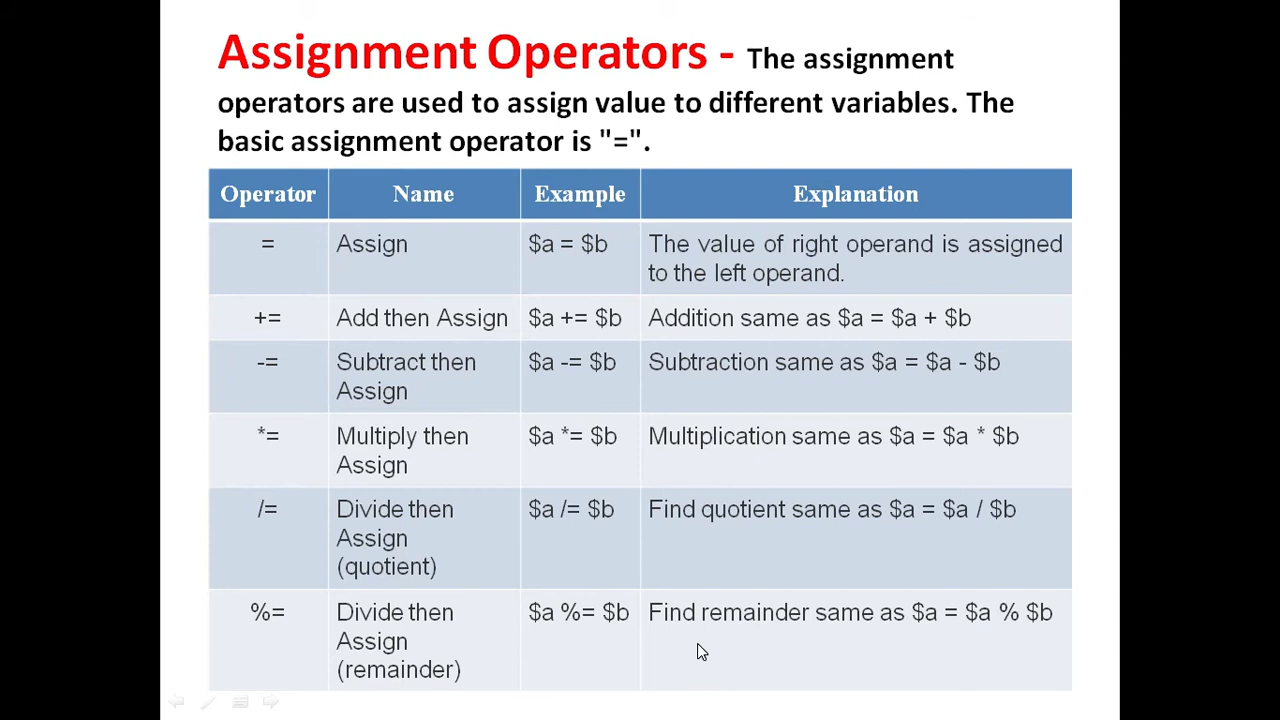 Assignment Operators - The assignment
operators are used to assign value to different variables. The
basic assignment operator is "=".
Operator Name Example Explanation
= Assign $a = $b The value of right operand is assigned
to the left operand.
+= Add then Assign $a += $b Addition same as $a = $a + $b
-= Subtract then $a -= $b Subtraction same as $a = $a - $b
Assign
*= Multiply then $a *= $b Multiplication same as $a = $a * $b
Assign
/= Divide then $a /= $b Find quotient same as $a = $a / $b
Assign
(quotient)
%= Divide then $a %= $b Find remainder same as $a = $a % $b
Assign
(remainder)